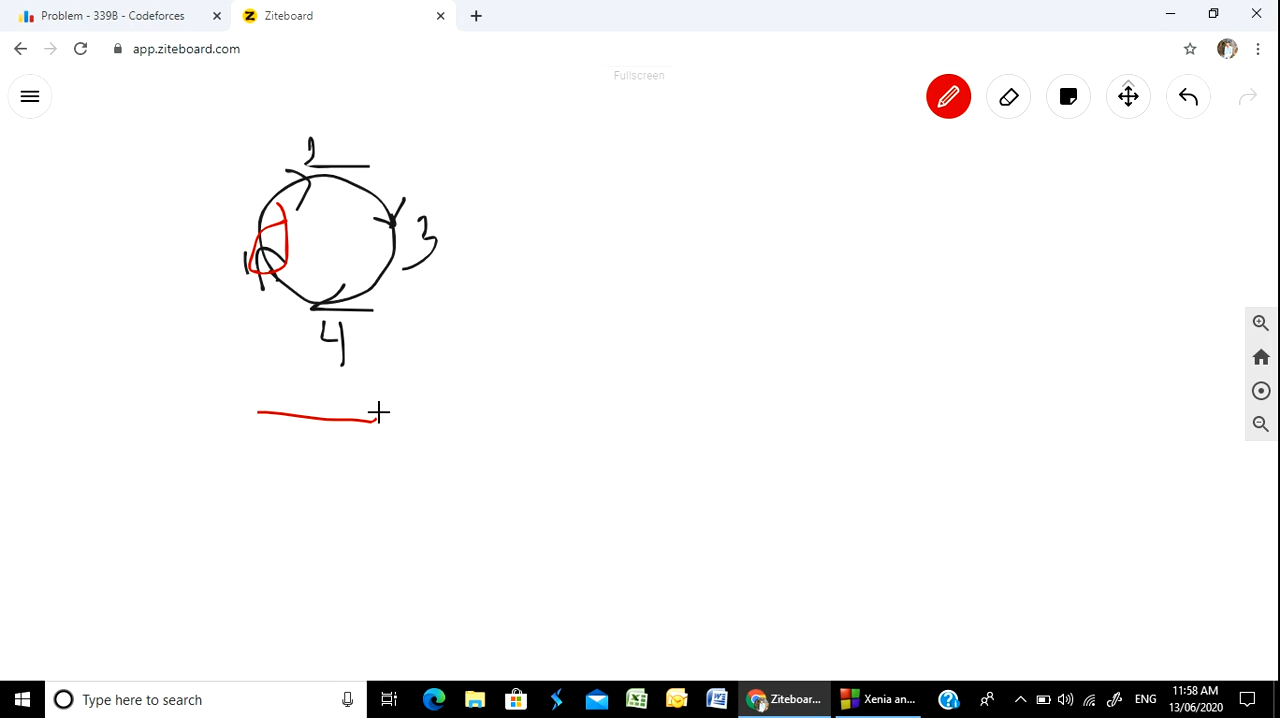 Problem - 339B - Codeforces
Ziteboard
app.ziteboard.com
Fullscreen
1
3
4
Type here to search
Ziteboar...
Xenia an...
ENG
11:58 AM
13/06/2020